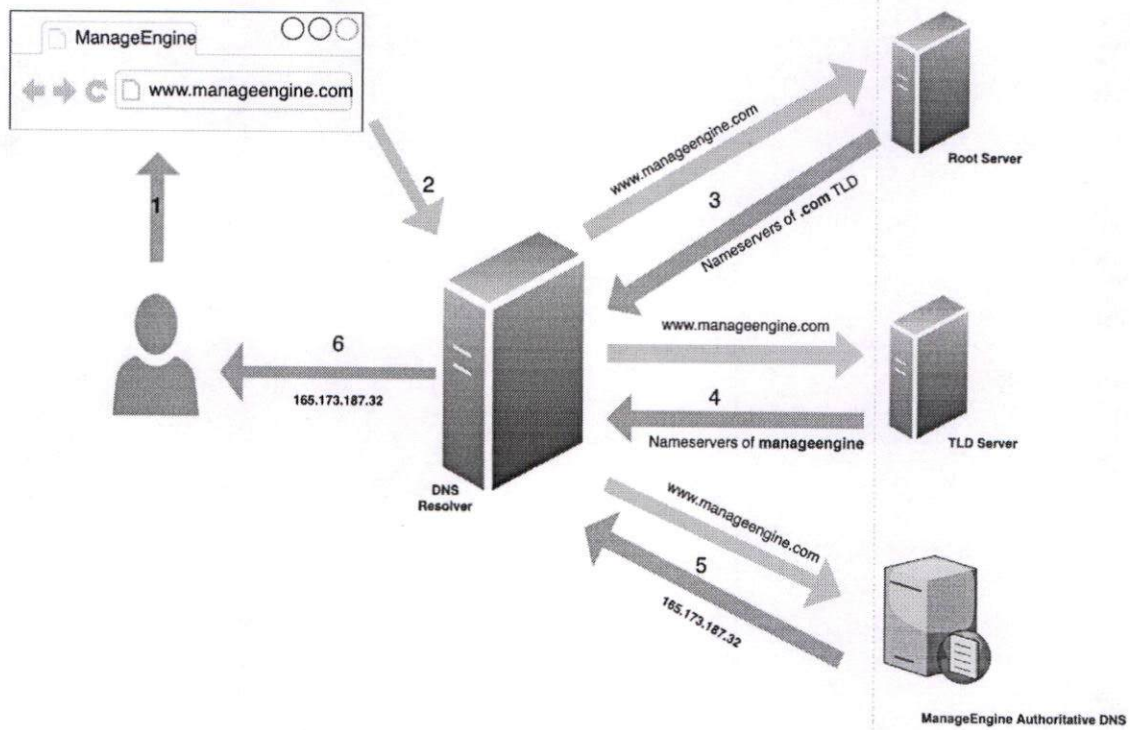 ManageEngine
www.manageengine.com
1
2
www.manageengine.com
3
Nameservers of .com TLD
Root Server
www.manageengine.com
4
Nameservers of manageengine
TLD Server
6
165.173.187.32
DNS
Resolver
www.manageengine.com
5
165.173.187.32
ManageEngine Authoritative DNS